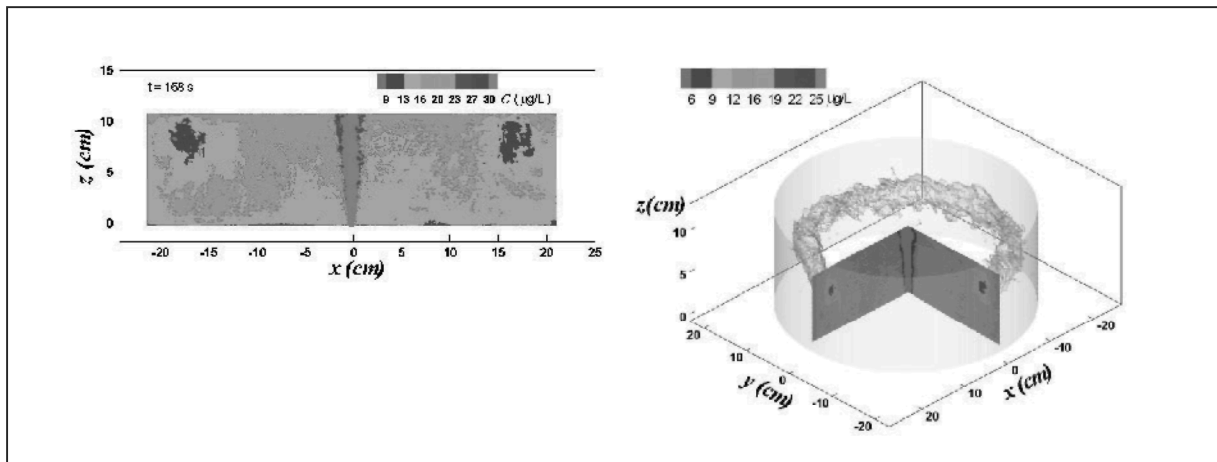 15
t = 168 s
9 13 16 20 23 27 30 C (µg/L)
10
z (cm)
5
0
-20 -15 -10 -5 0 5 10 15 20 25
x (cm)
6 9 12 16 19 22 25 µg/L
z(cm)
10
5
0
20
10
0
-10
-20
y (cm)
20
10
0
-10
-20
x (cm)